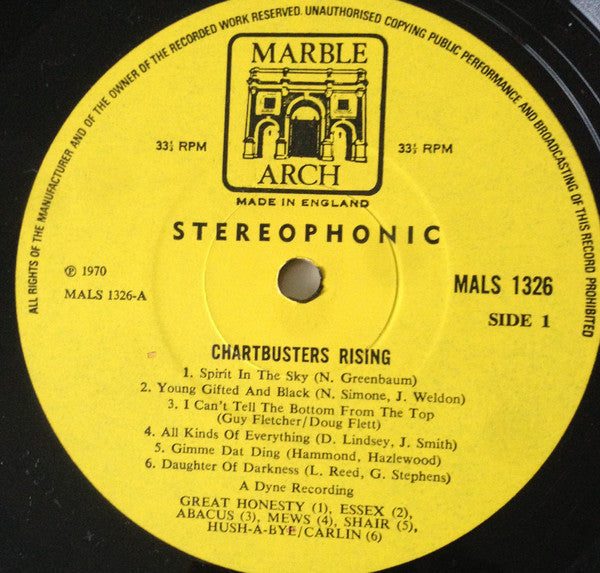 ALL RIGHTS OF THE MANUFACTURER AND OF THE OWNER OF THE RECORDED WORK RESERVED. UNAUTHORISED COPYING PUBLIC PERFORMANCE AND BROADCASTING OF THIS RECORD PROHIBITED
MARBLE
ARCH
33⅓ RPM
33⅓ RPM
MADE IN ENGLAND
STEREOPHONIC
℗ 1970
MALS 1326-A
MALS 1326
SIDE 1
CHARTBUSTERS RISING
1. Spirit In The Sky (N. Greenbaum)
2. Young Gifted And Black (N. Simone, J. Weldon)
3. I Can't Tell The Bottom From The Top
(Guy Fletcher/Doug Flett)
4. All Kinds Of Everything (D. Lindsey, J. Smith)
5. Gimme Dat Ding (Hammond, Hazlewood)
6. Daughter Of Darkness (L. Reed, G. Stephens)
A Dyne Recording
GREAT HONESTY (1), ESSEX (2),
ABACUS (3), MEWS (4), SHAIR (5),
HUSH-A-BYE/CARLIN (6)